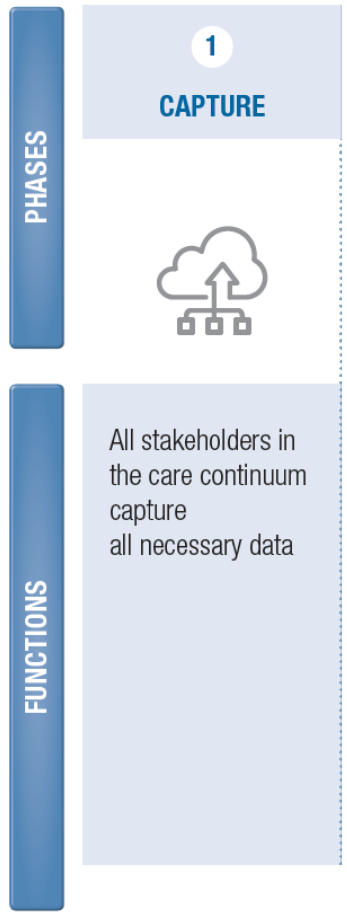 PHASES
1
CAPTURE
FUNCTIONS
All stakeholders in
the care continuum
capture
all necessary data